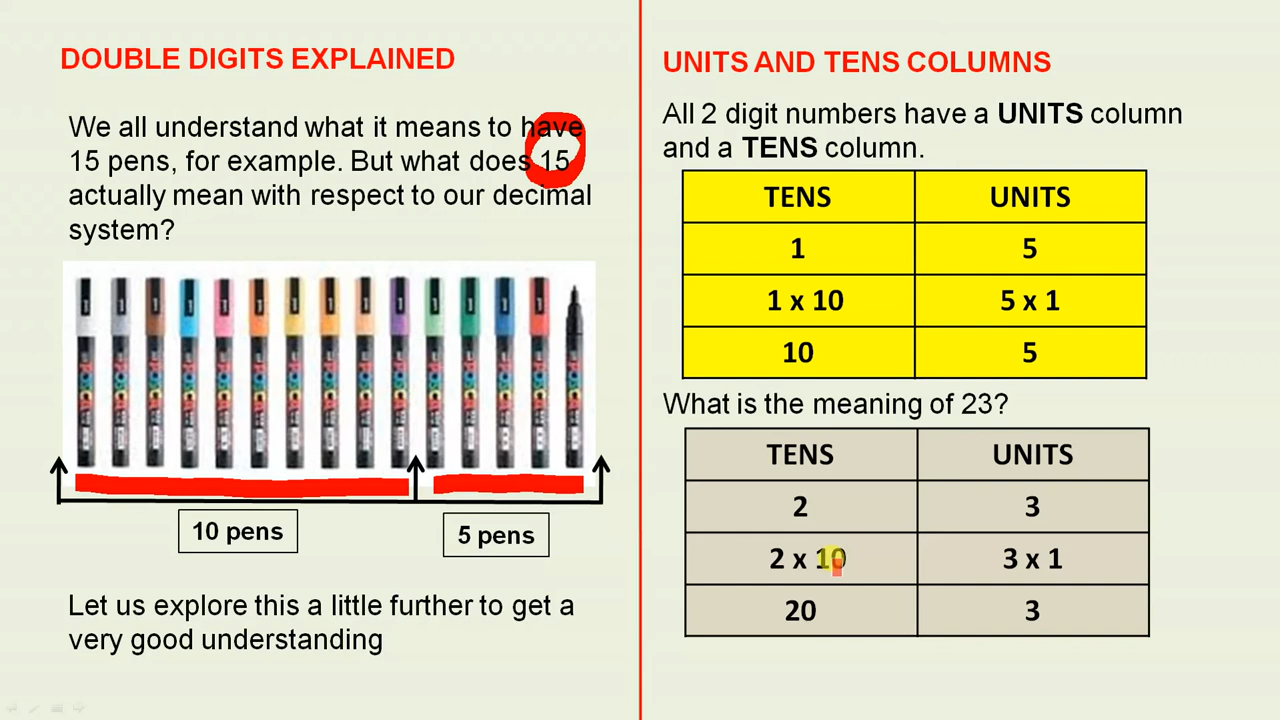 DOUBLE DIGITS EXPLAINED
We all understand what it means to have
15 pens, for example. But what does 15
actually mean with respect to our decimal
system?
10 pens
5 pens
Let us explore this a little further to get a
very good understanding
UNITS AND TENS COLUMNS
All 2 digit numbers have a UNITS column
and a TENS column.
TENS UNITS
1 5
1 x 10 5 x 1
10 5
What is the meaning of 23?
TENS UNITS
2 3
2 x 10 3 x 1
20 3